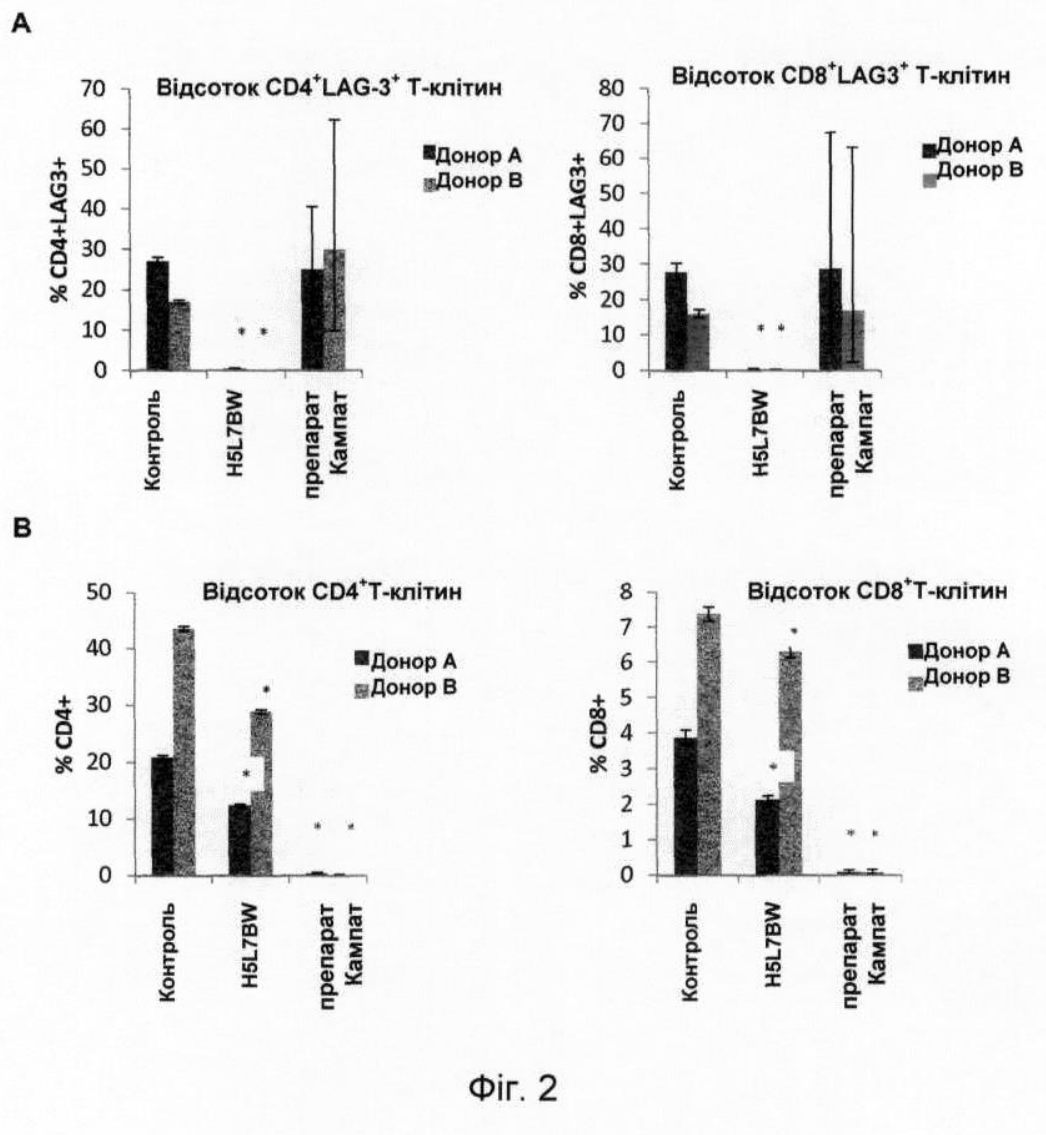 A
Відсоток CD4+LAG-3+ Т-клітин
% CD4+LAG3+
70
60
50
40
30
20
10
0
Донор А
Донор В
* *
Контроль
H5L7BW
препарат
Кампат
Відсоток CD8+LAG3+ Т-клітин
% CD8+LAG3+
80
70
60
50
40
30
20
10
0
Донор А
Донор В
* *
Контроль
H5L7BW
препарат
Кампат
B
Відсоток CD4+Т-клітин
% CD4+
50
40
30
20
10
0
Донор А
Донор В
*
*
* *
Контроль
H5L7BW
препарат
Кампат
Відсоток CD8+Т-клітин
% CD8+
8
7
6
5
4
3
2
1
0
Донор А
Донор В
*
*
* *
Контроль
H5L7BW
препарат
Кампат
Фіг. 2